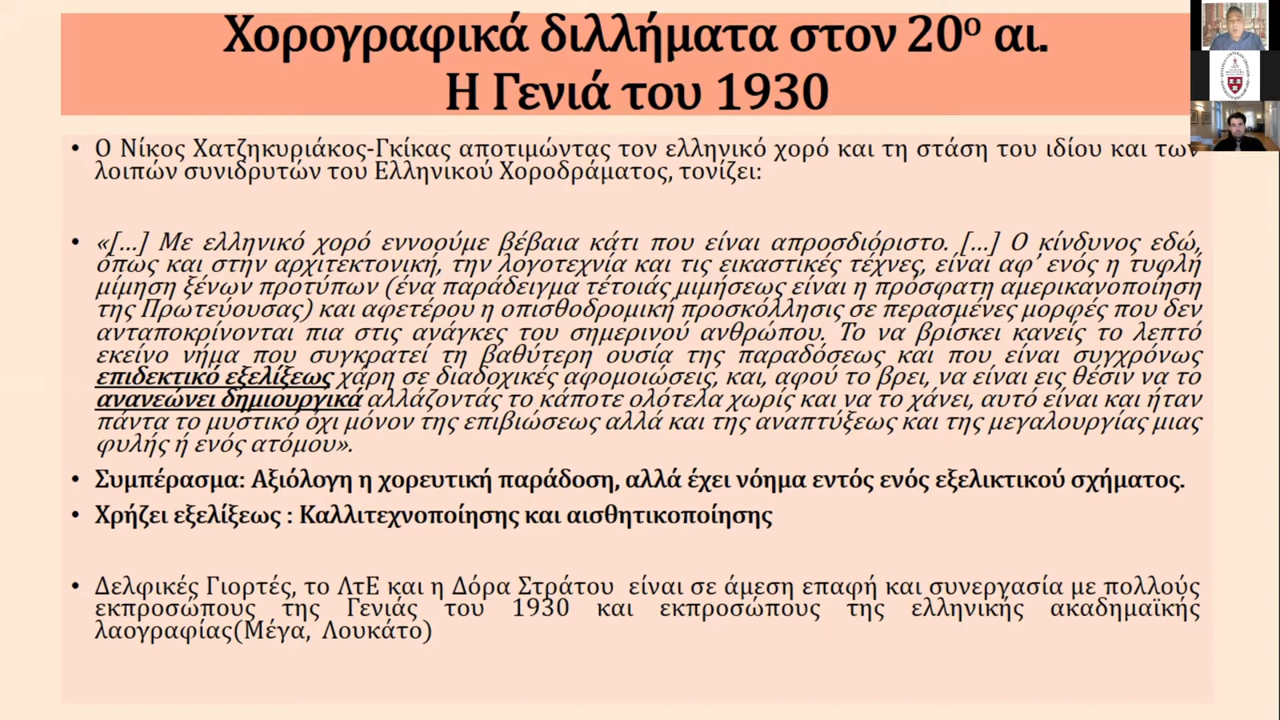 Χορογραφικά διλλήματα στον 20ο αι.
Η Γενιά του 1930
• Ο Νίκος Χατζηκυριάκος-Γκίκας αποτιμώντας τον ελληνικό χορό και τη στάση του ιδίου και των
λοιπών συνιδρυτών του Ελληνικού Χοροδράματος, τονίζει:
• «[...] Με ελληνικό χορό εννοούμε βέβαια κάτι που είναι απροσδιόριστο. [...] Ο κίνδυνος εδώ,
όπως και στην αρχιτεκτονική, την λογοτεχνία και τις εικαστικές τέχνες, είναι αφ’ ενός η τυφλή
μίμηση ξένων προτύπων (ένα παράδειγμα τέτοιάς μιμήσεως είναι η πρόσφατη αμερικανοποίηση
της Πρωτεύουσας) και αφετέρου η οπισθοδρομική προσκόλλησις σε περασμένες μορφές που δεν
ανταποκρίνονται πια στις ανάγκες του σημερινού ανθρώπου. Το να βρίσκει κανείς το λεπτό
εκείνο νήμα που συγκρατεί τη βαθύτερη ουσία της παραδόσεως και που είναι συγχρόνως
επιδεκτικό εξελίξεως χάρη σε διαδοχικές αφομοιώσεις, και, αφού το βρει, να είναι εις θέσιν να το
ανανεώνει δημιουργικά αλλάζοντάς το κάποτε ολότελα χωρίς και να το χάνει, αυτό είναι και ήταν
πάντα το μυστικό όχι μόνον της επιβιώσεως αλλά και της αναπτύξεως και της μεγαλουργίας μιας
φυλής ή ενός ατόμου».
• Συμπέρασμα: Αξιόλογη η χορευτική παράδοση, αλλά έχει νόημα εντός ενός εξελικτικού σχήματος.
• Χρήζει εξελίξεως : Καλλιτεχνοποίησης και αισθητικοποίησης
• Δελφικές Γιορτές, το ΛτΕ και η Δόρα Στράτου είναι σε άμεση επαφή και συνεργασία με πολλούς
εκπροσώπους της Γενιάς του 1930 και εκπροσώπους της ελληνικής ακαδημαϊκής
λαογραφίας(Μέγα, Λουκάτο)